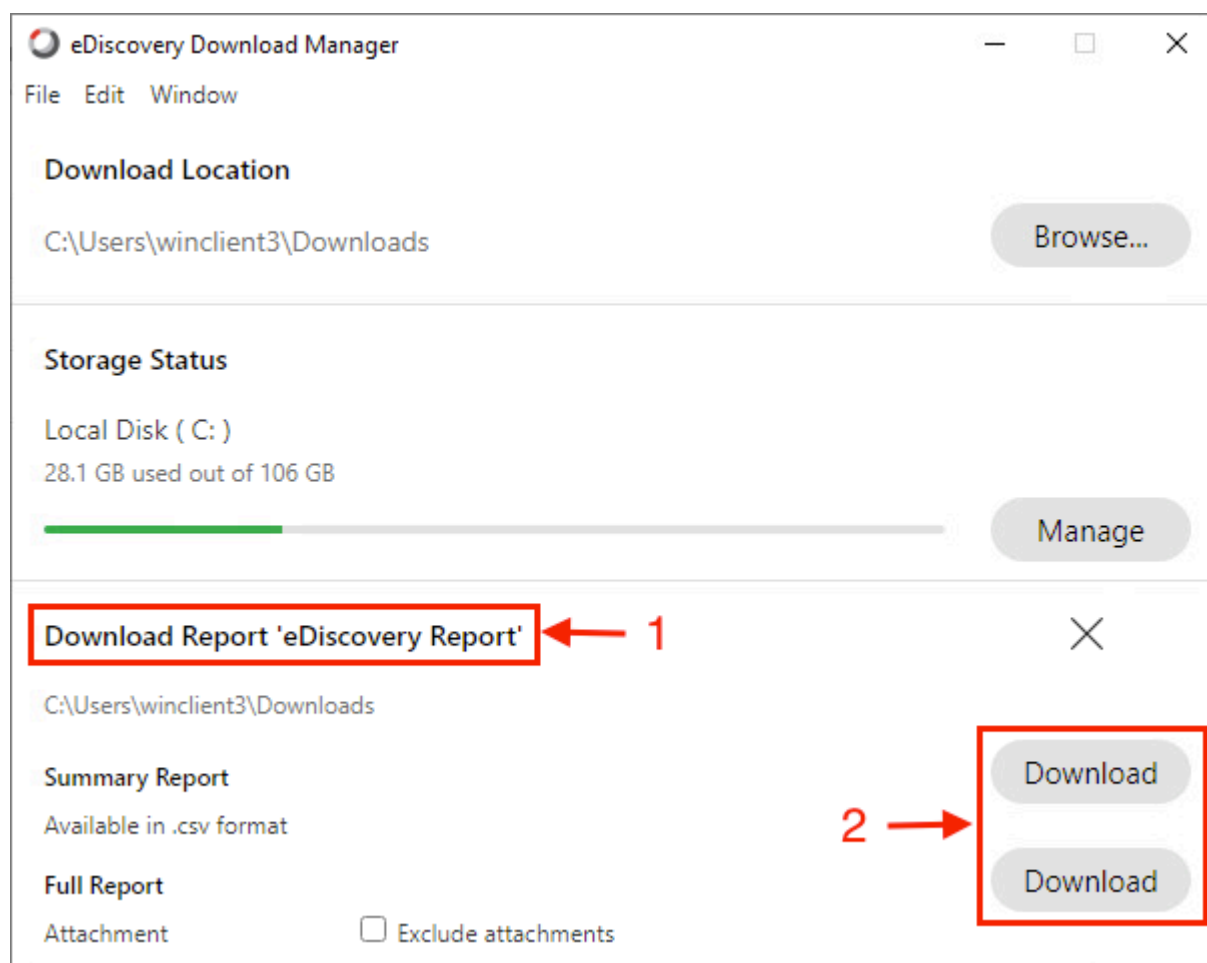 eDiscovery Download Manager
File Edit Window
Download Location
C:\Users\winclient3\Downloads
Browse...
Storage Status
Local Disk ( C: )
28.1 GB used out of 106 GB
Manage
Download Report 'eDiscovery Report'
1
C:\Users\winclient3\Downloads
Summary Report
Download
Available in .csv format
2
Full Report
Download
Attachment
Exclude attachments